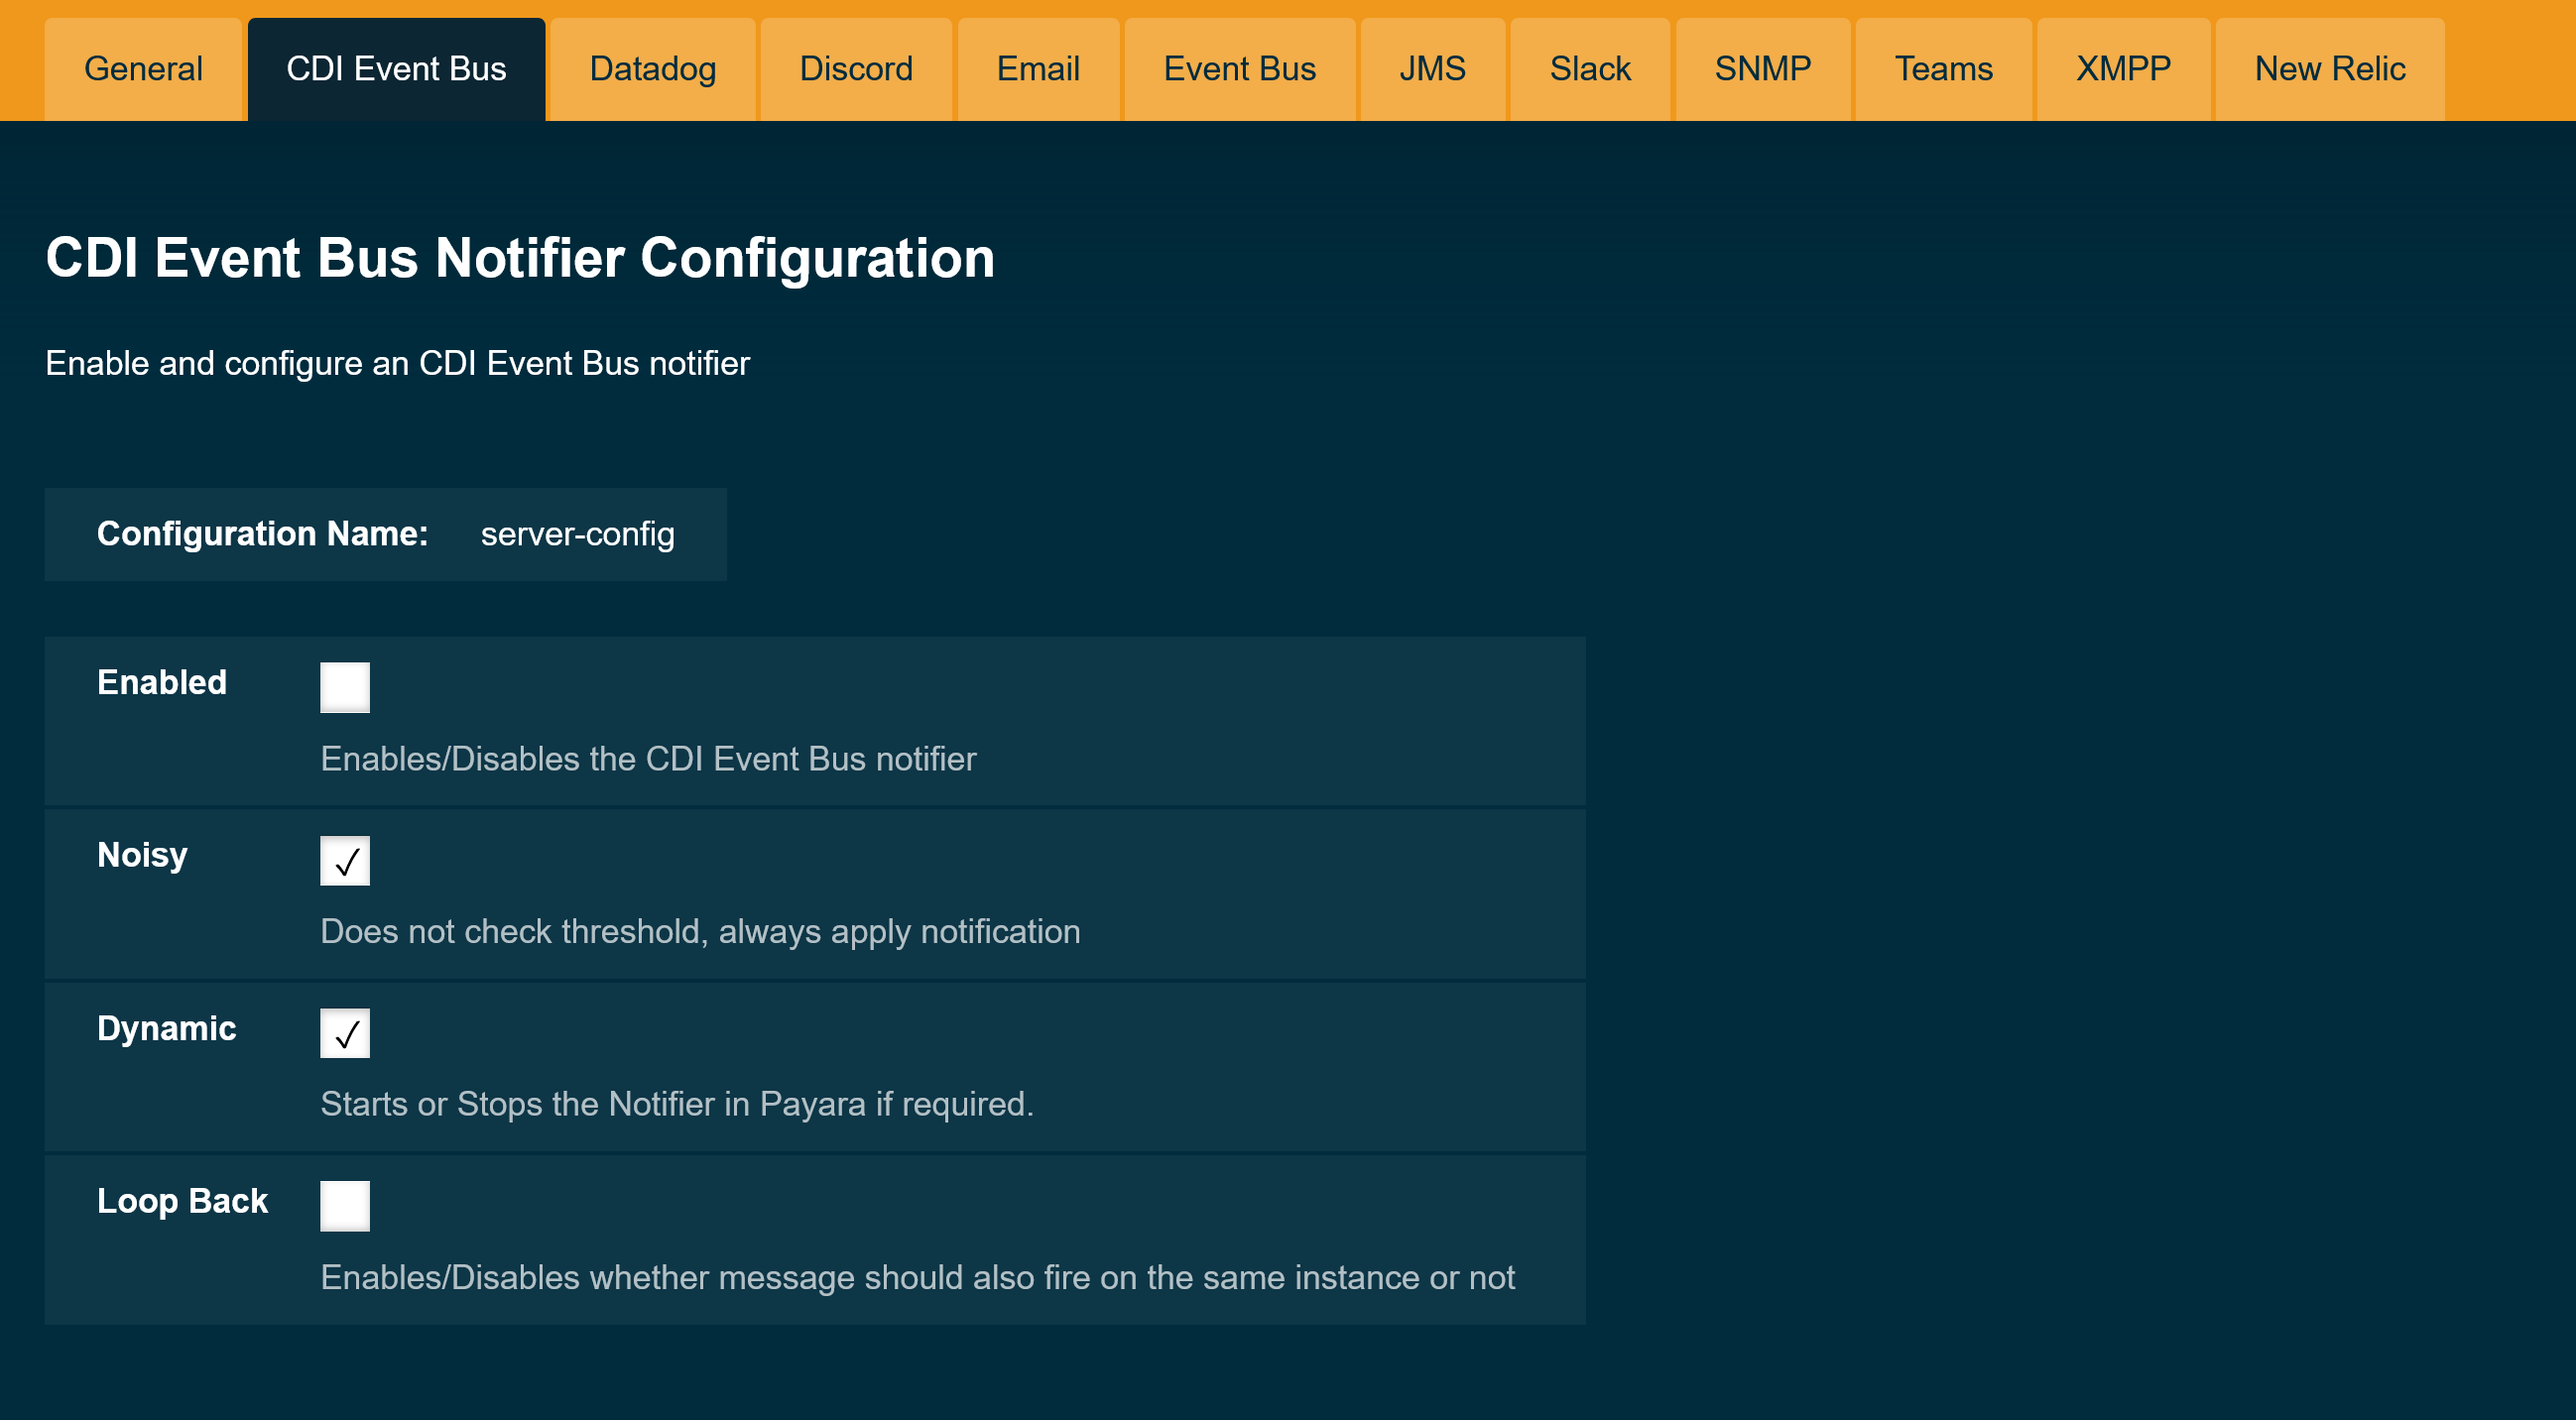 General CDI Event Bus Datadog Discord Email Event Bus JMS Slack SNMP Teams XMPP New Relic
CDI Event Bus Notifier Configuration
Enable and configure an CDI Event Bus notifier
Configuration Name: server-config
Enabled
Enables/Disables the CDI Event Bus notifier
Noisy
Does not check threshold, always apply notification
Dynamic
Starts or Stops the Notifier in Payara if required.
Loop Back
Enables/Disables whether message should also fire on the same instance or not